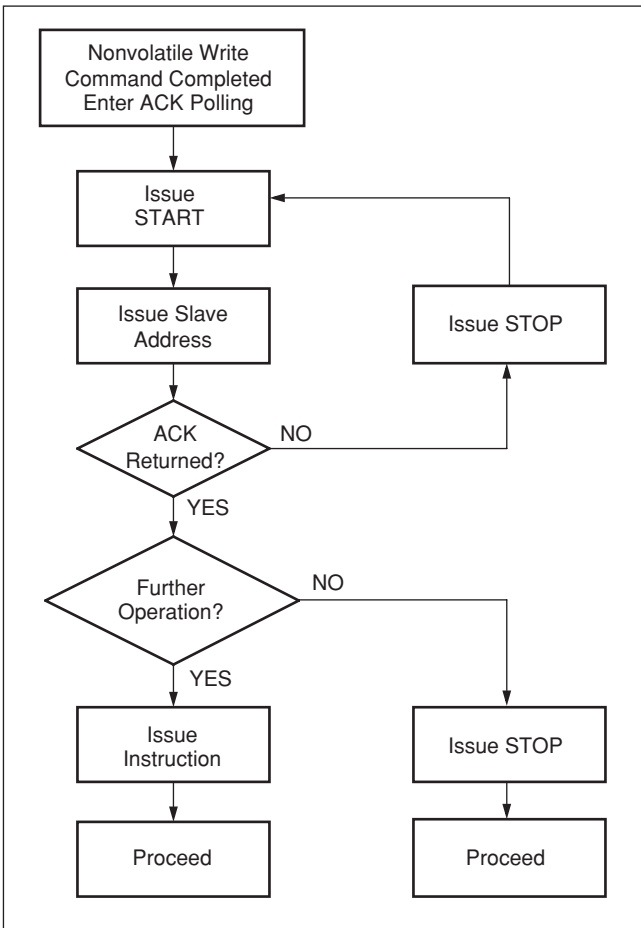 Nonvolatile Write
Command Completed
Enter ACK Polling
Issue
START
Issue Slave
Address
Issue STOP
ACK
Returned?
NO
YES
Further
Operation?
NO
YES
Issue
Instruction
Issue STOP
Proceed
Proceed